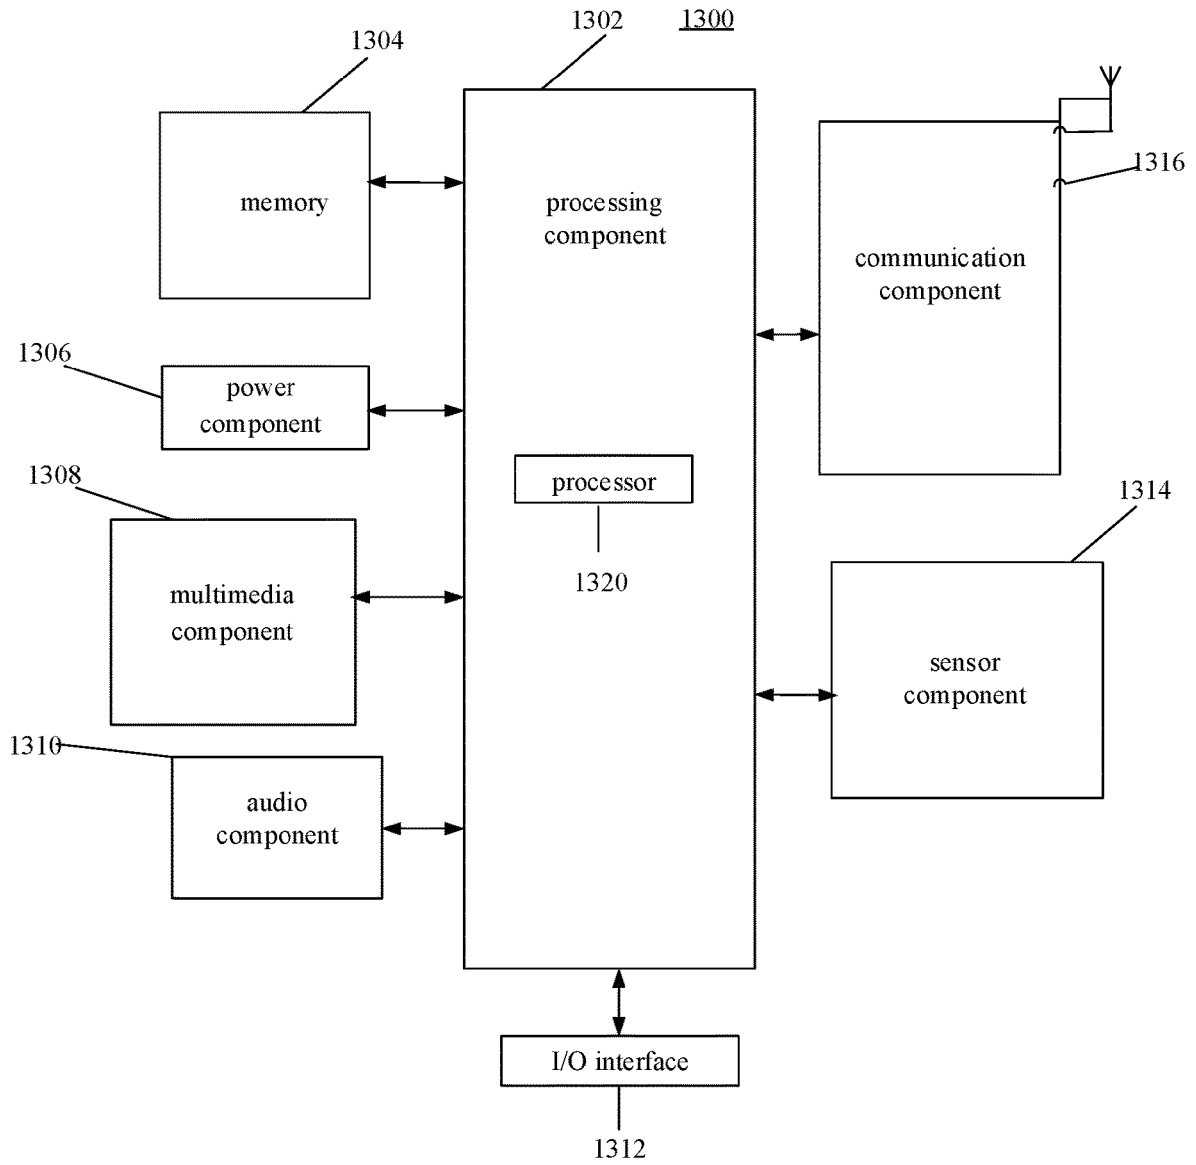 1302
1300
1304
memory
processing
component
1316
communication
component
1306
power
component
1308
processor
1314
1320
multimedia
component
sensor
component
1310
audio
component
I/O interface
1312